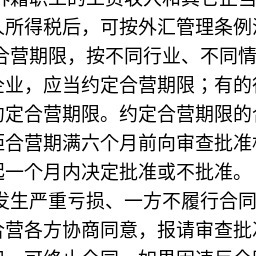 外籍职工的工资收入和其它正当
人所得税后，可按外汇管理条例
合营期限，按不同行业、不同情
企业，应当约定合营期限；有的行
约定合营期限。约定合营期限的合
距合营期满六个月前向审查批准机
起一个月内决定批准或不批准。
发生严重亏损、一方不履行合同
合营各方协商同意，报请审查批准